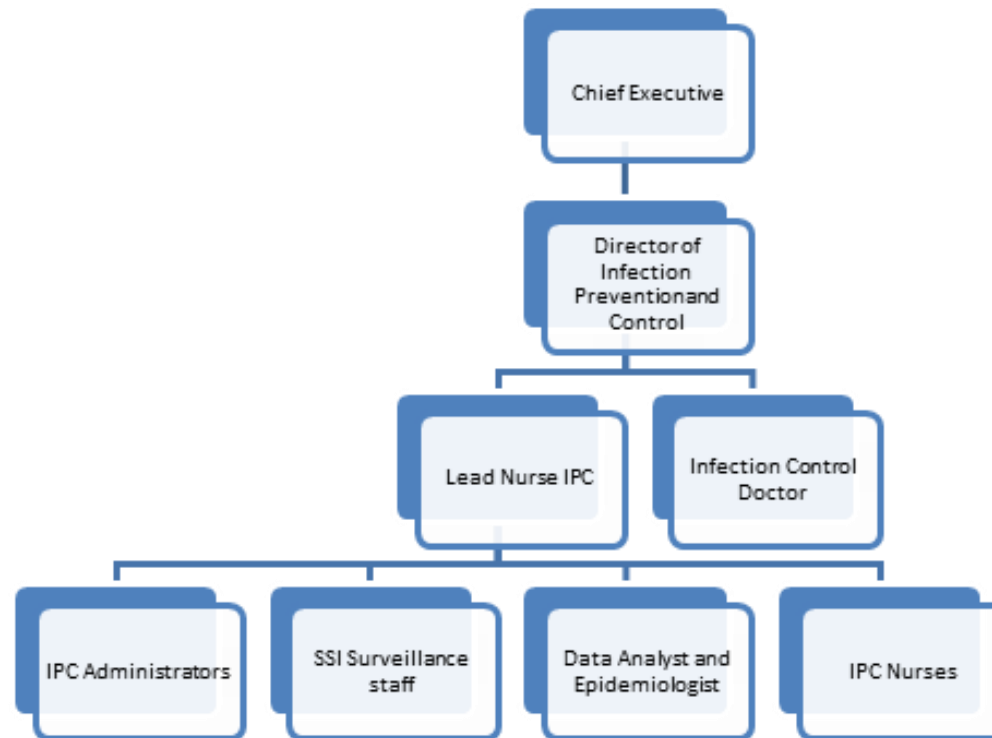 Chief Executive
Director of
Infection
Preventionand
Control
Lead Nurse IPC
Infection Control
Doctor
IPC Administrators
SSI Surveillance
staff
Data Analyst and
Epidemiologist
IPC Nurses